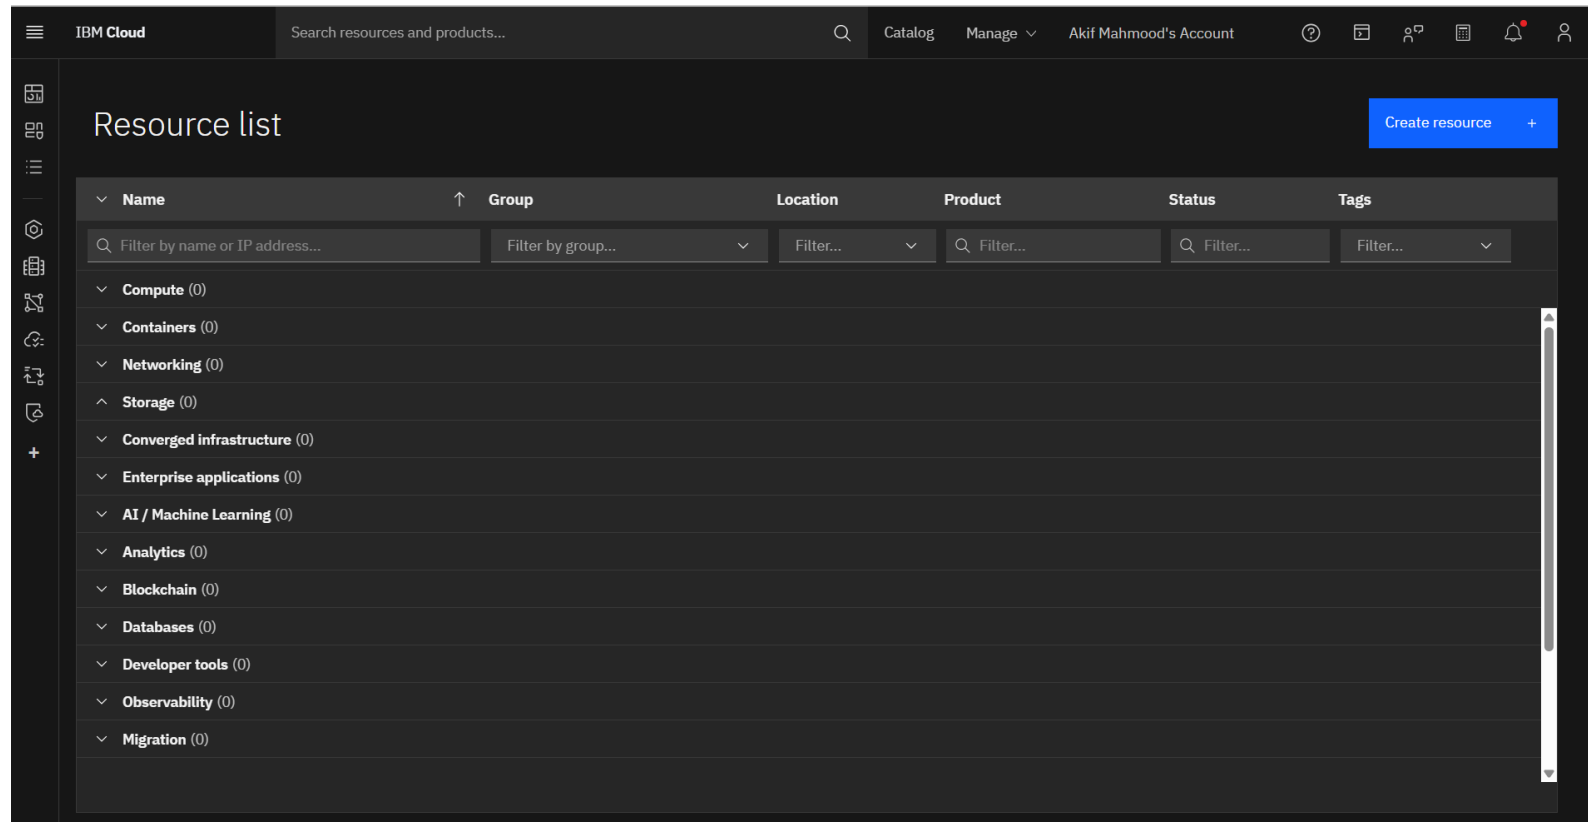 IBM Cloud Search resources and products... Catalog Manage Akif Mahmood's Account
Resource list
Create resource +
Name Group Location Product Status Tags
Filter by name or IP address... Filter by group... Filter... Filter... Filter... Filter...
Compute (0)
Containers (0)
Networking (0)
Storage (0)
Converged infrastructure (0)
Enterprise applications (0)
AI / Machine Learning (0)
Analytics (0)
Blockchain (0)
Databases (0)
Developer tools (0)
Observability (0)
Migration (0)